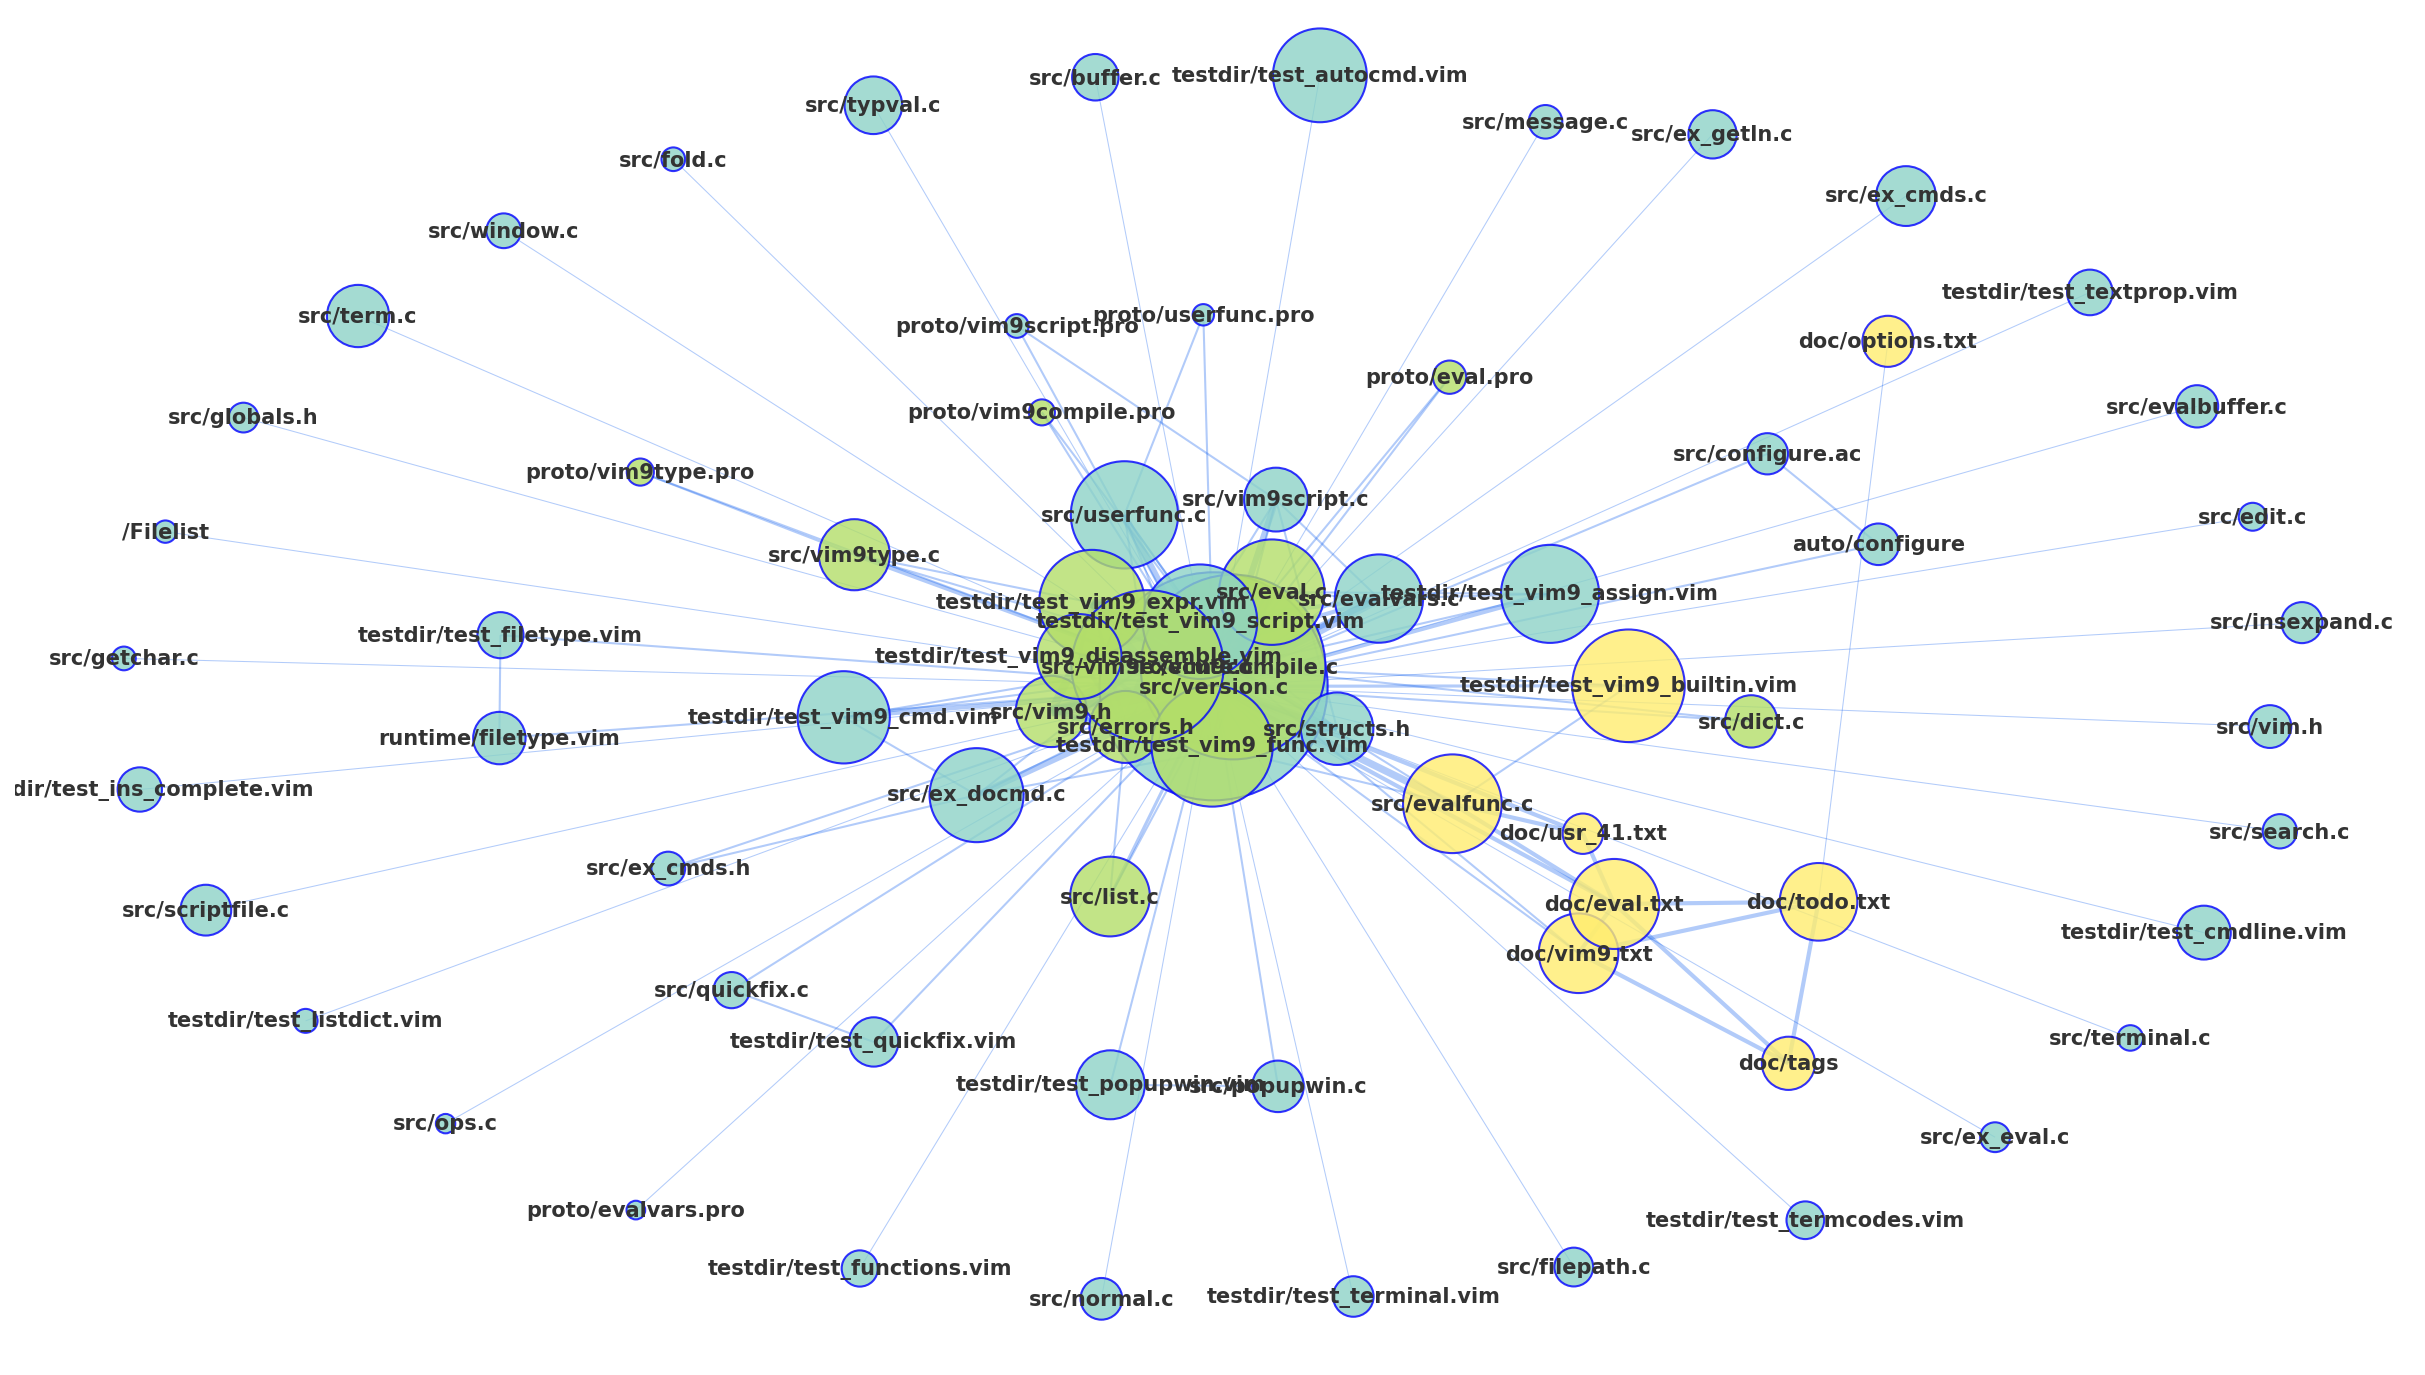 testdir/test_autocmd.vim
src/buffer.c
src/typval.c
src/message.c
src/ex_getln.c
src/fold.c
src/ex_cmds.c
src/window.c
testdir/test_textprop.vim
src/term.c
proto/vim9script.pro
proto/userfunc.pro
doc/options.txt
proto/eval.pro
src/evalbuffer.c
src/globals.h
proto/vim9compile.pro
src/configure.ac
proto/vim9type.pro
src/vim9script.c
src/userfunc.c
src/edit.c
/Filelist
auto/configure
src/vim9type.c
src/eval.c
src/evalvars.c
testdir/test_vim9_assign.vim
testdir/test_vim9_expr.vim
testdir/test_vim9_script.vim
src/insexpand.c
testdir/test_filetype.vim
src/getchar.c
testdir/test_vim9_disassemble.vim
src/version.c
testdir/test_vim9_builtin.vim
src/vim9.h
testdir/test_vim9_cmd.vim
src/dict.c
src/errors.h
src/structs.h
src/vim.h
runtime/filetype.vim
testdir/test_vim9_func.vim
dir/test_ins_complete.vim
src/ex_docmd.c
src/evalfunc.c
doc/usr_41.txt
src/search.c
src/ex_cmds.h
src/list.c
doc/eval.txt
doc/todo.txt
src/scriptfile.c
testdir/test_cmdline.vim
doc/vim9.txt
src/quickfix.c
testdir/test_listdict.vim
testdir/test_quickfix.vim
src/terminal.c
doc/tags
testdir/test_popupwin.vim
src/popupwin.c
src/ops.c
src/ex_eval.c
proto/evalvars.pro
testdir/test_termcodes.vim
testdir/test_functions.vim
src/filepath.c
src/normal.c
testdir/test_terminal.vim